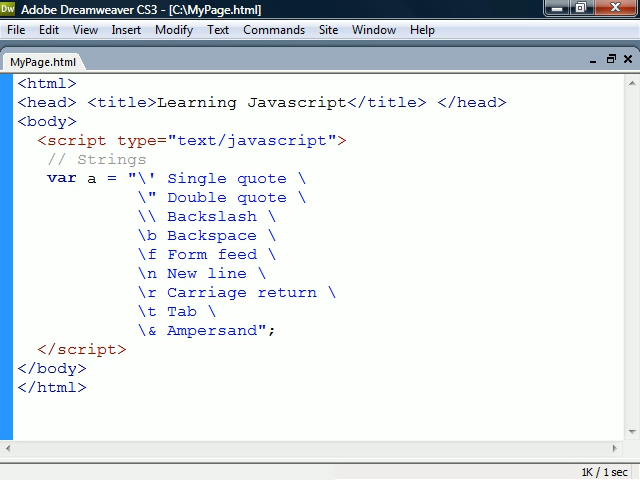 Dw Adobe Dreamweaver CS3 - [C:\MyPage.html]
File Edit View Insert Modify Text Commands Site Window Help
MyPage.html
<html>
<head> <title>Learning Javascript</title> </head>
<body>
<script type="text/javascript">
// Strings
var a = "\' Single quote \
\" Double quote \
\\ Backslash \
\b Backspace \
\f Form feed \
\n New line \
\r Carriage return \
\t Tab \
\& Ampersand";
</script>
</body>
</html>
1K / 1 sec